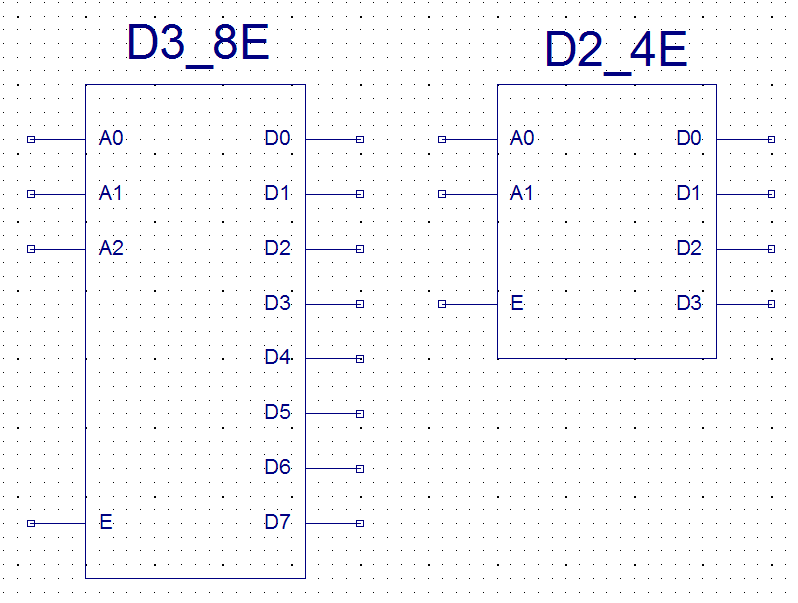 D3_8E
A0 D0
A1 D1
A2 D2
D3
D4
D5
D6
E D7
D2_4E
A0 D0
A1 D1
D2
E D3